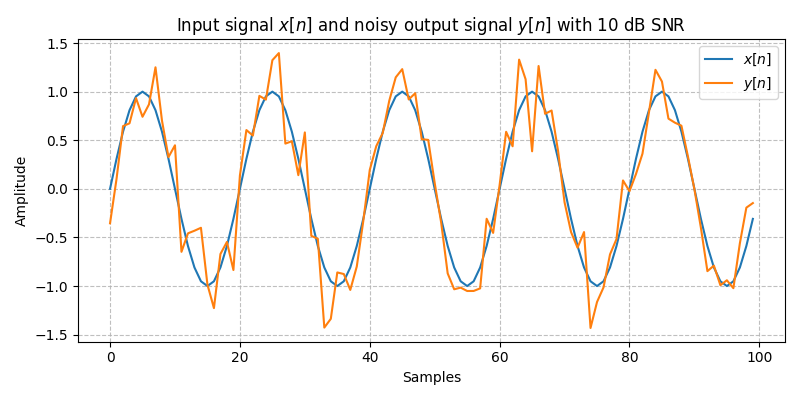 Input signal x[n] and noisy output signal y[n] with 10 dB SNR
x[n]
y[n]
1.5
1.0
0.5
0.0
−0.5
−1.0
−1.5
Amplitude
0 20 40 60 80 100
Samples